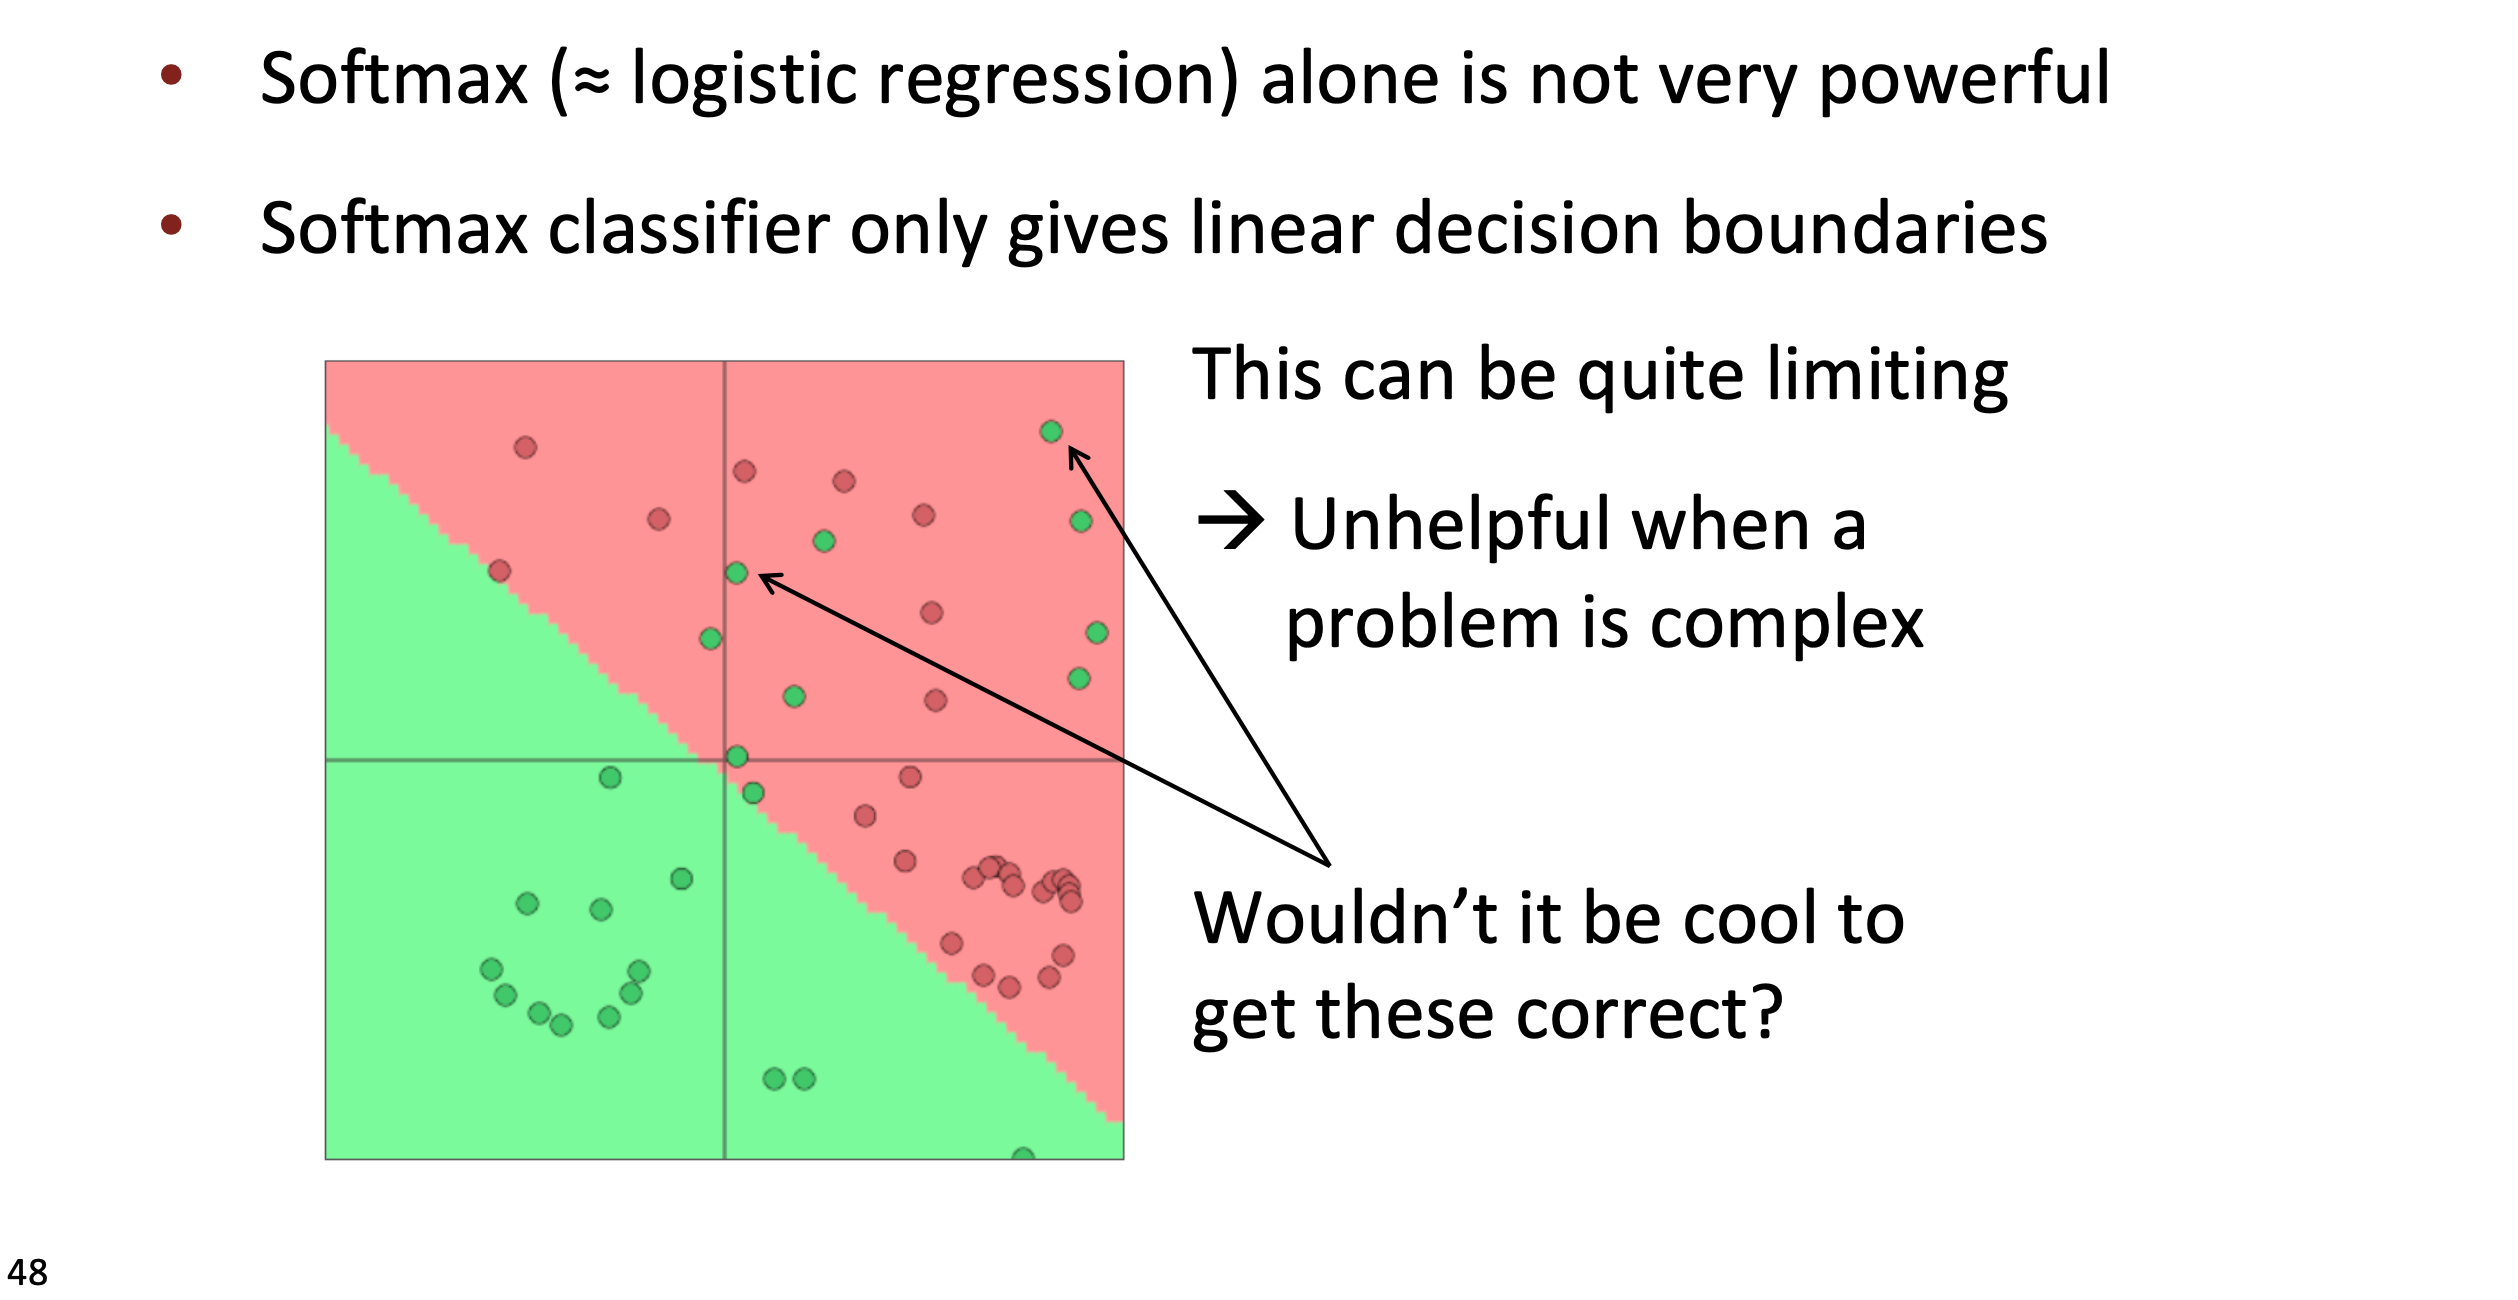 • Softmax (≈ logistic regression) alone is not very powerful
• Softmax classifier only gives linear decision boundaries
This can be quite limiting
→ Unhelpful when a
problem is complex
Wouldn’t it be cool to
get these correct?
48